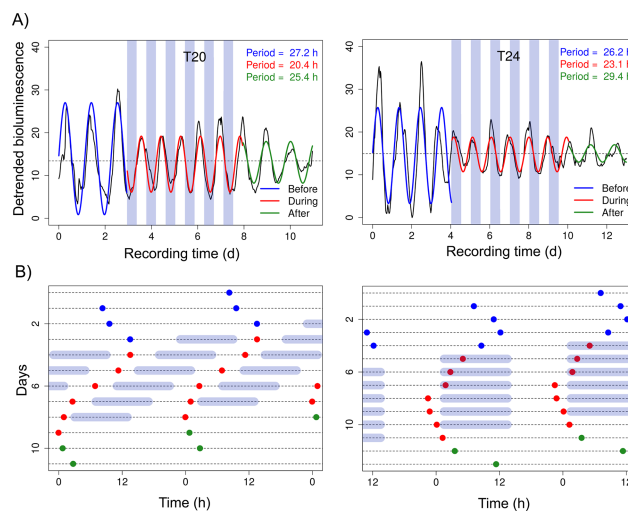 A)
T20
Period = 27.2 h
Period = 20.4 h
Period = 25.4 h
Detrended bioluminescence
40
30
20
10
0
Before
During
After
0 2 4 6 8 10
Recording time (d)
T24
Period = 26.2 h
Period = 23.1 h
Period = 29.4 h
40
30
20
10
0
Before
During
After
0 2 4 6 8 10 12
Recording time (d)
B)
Days
2
6
10
0 12 0 12 0
Time (h)
2
6
10
12 0 12 0
Time (h)